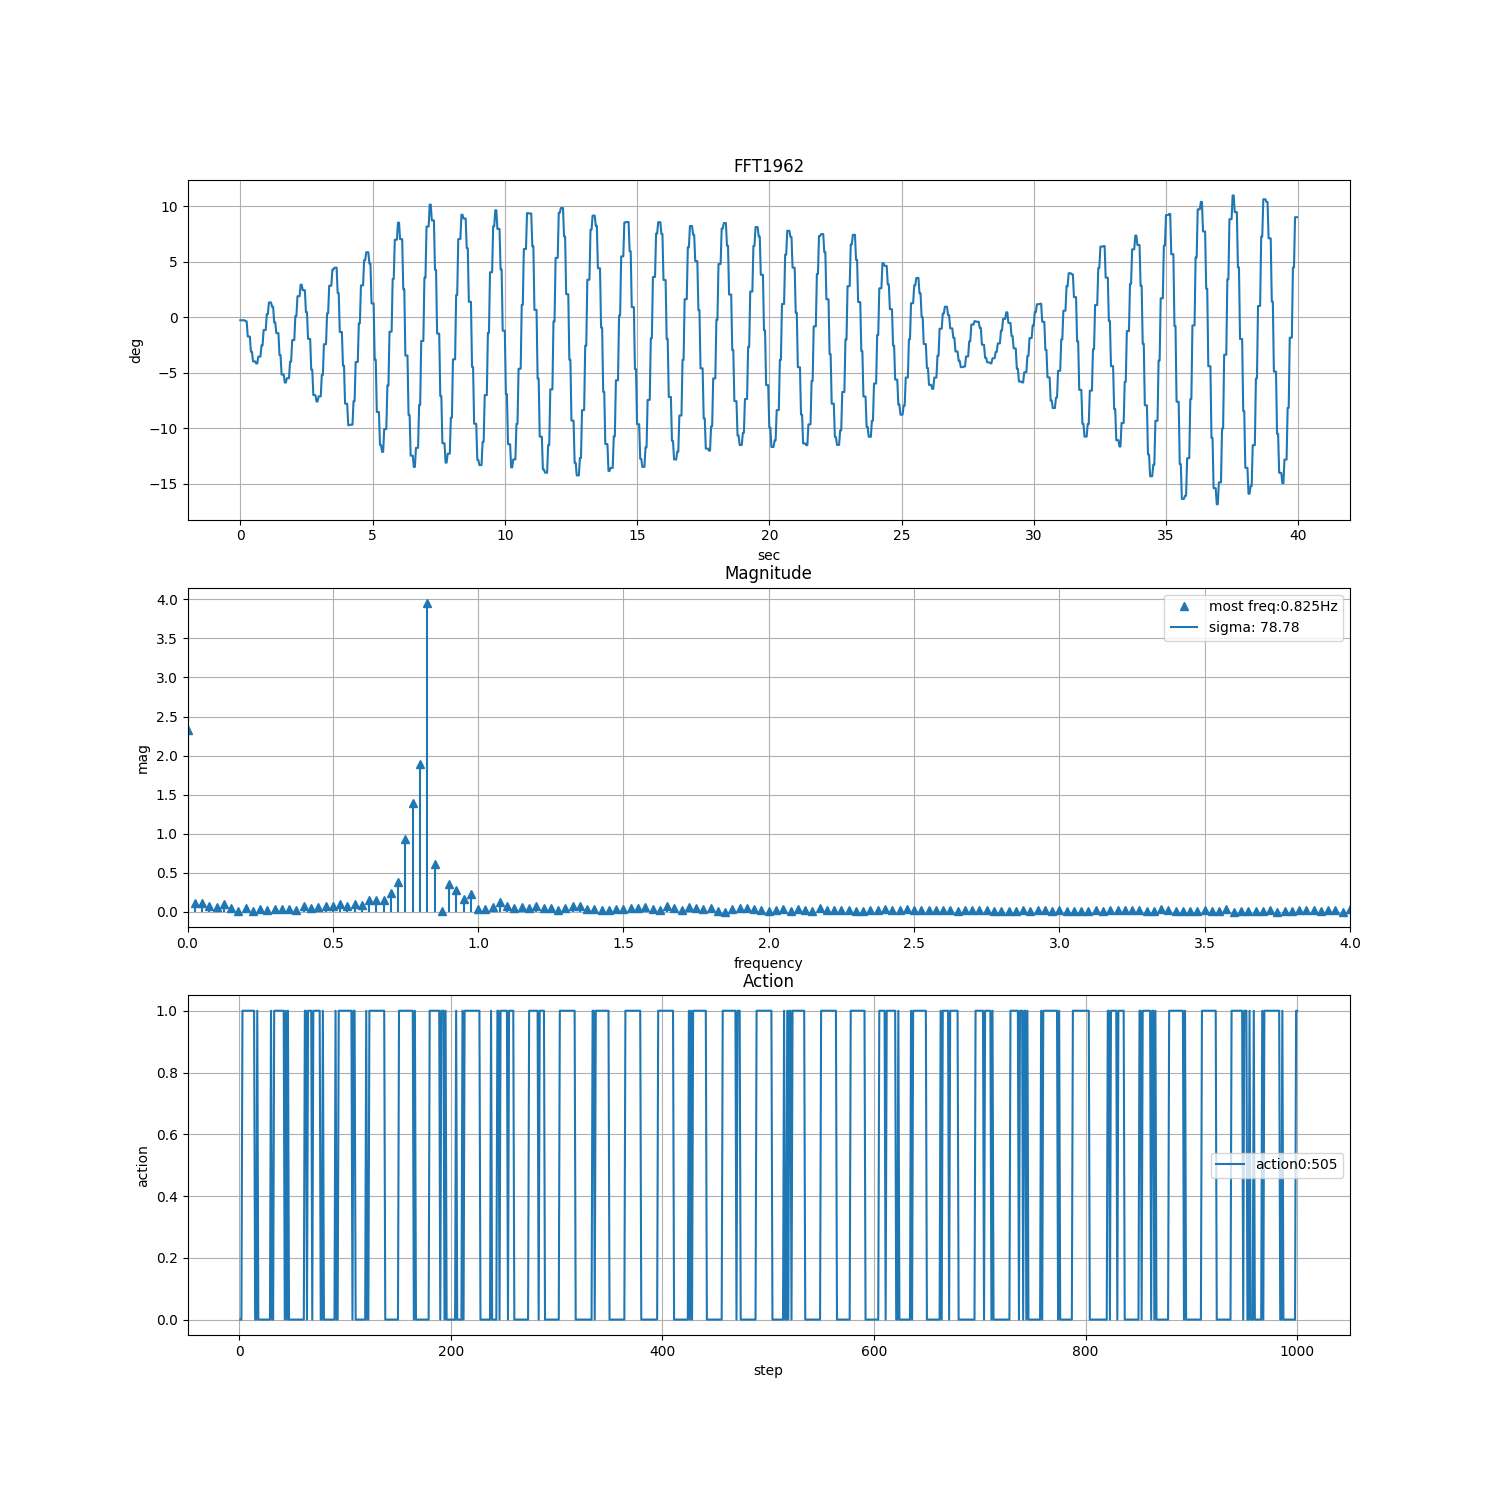 FFT1962
10
5
0
−5
−10
−15
deg
0 5 10 15 20 25 30 35 40
sec
Magnitude
4.0
3.5
3.0
2.5
2.0
1.5
1.0
0.5
0.0
mag
most freq:0.825Hz
sigma: 78.78
0.0 0.5 1.0 1.5 2.0 2.5 3.0 3.5 4.0
frequency
Action
1.0
0.8
0.6
0.4
0.2
0.0
action
action0:505
0 200 400 600 800 1000
step